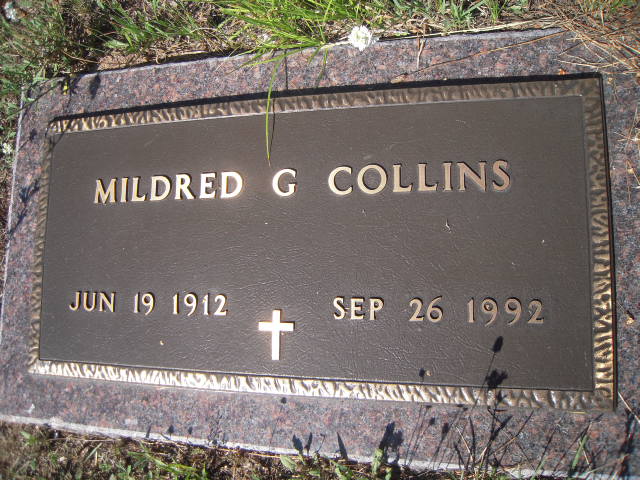 MILDRED G COLLINS
JUN 19 1912 SEP 26 1992